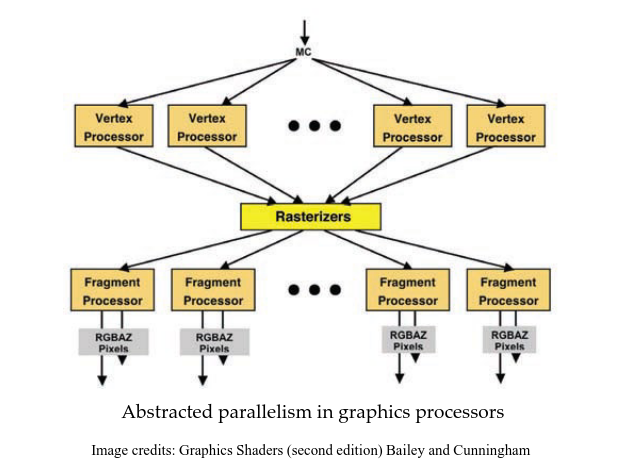 MC
Vertex Processor
Vertex Processor
Vertex Processor
Vertex Processor
Rasterizers
Fragment Processor
Fragment Processor
Fragment Processor
Fragment Processor
RGBAZ Pixels
RGBAZ Pixels
RGBAZ Pixels
RGBAZ Pixels
Abstracted parallelism in graphics processors
Image credits: Graphics Shaders (second edition) Bailey and Cunningham